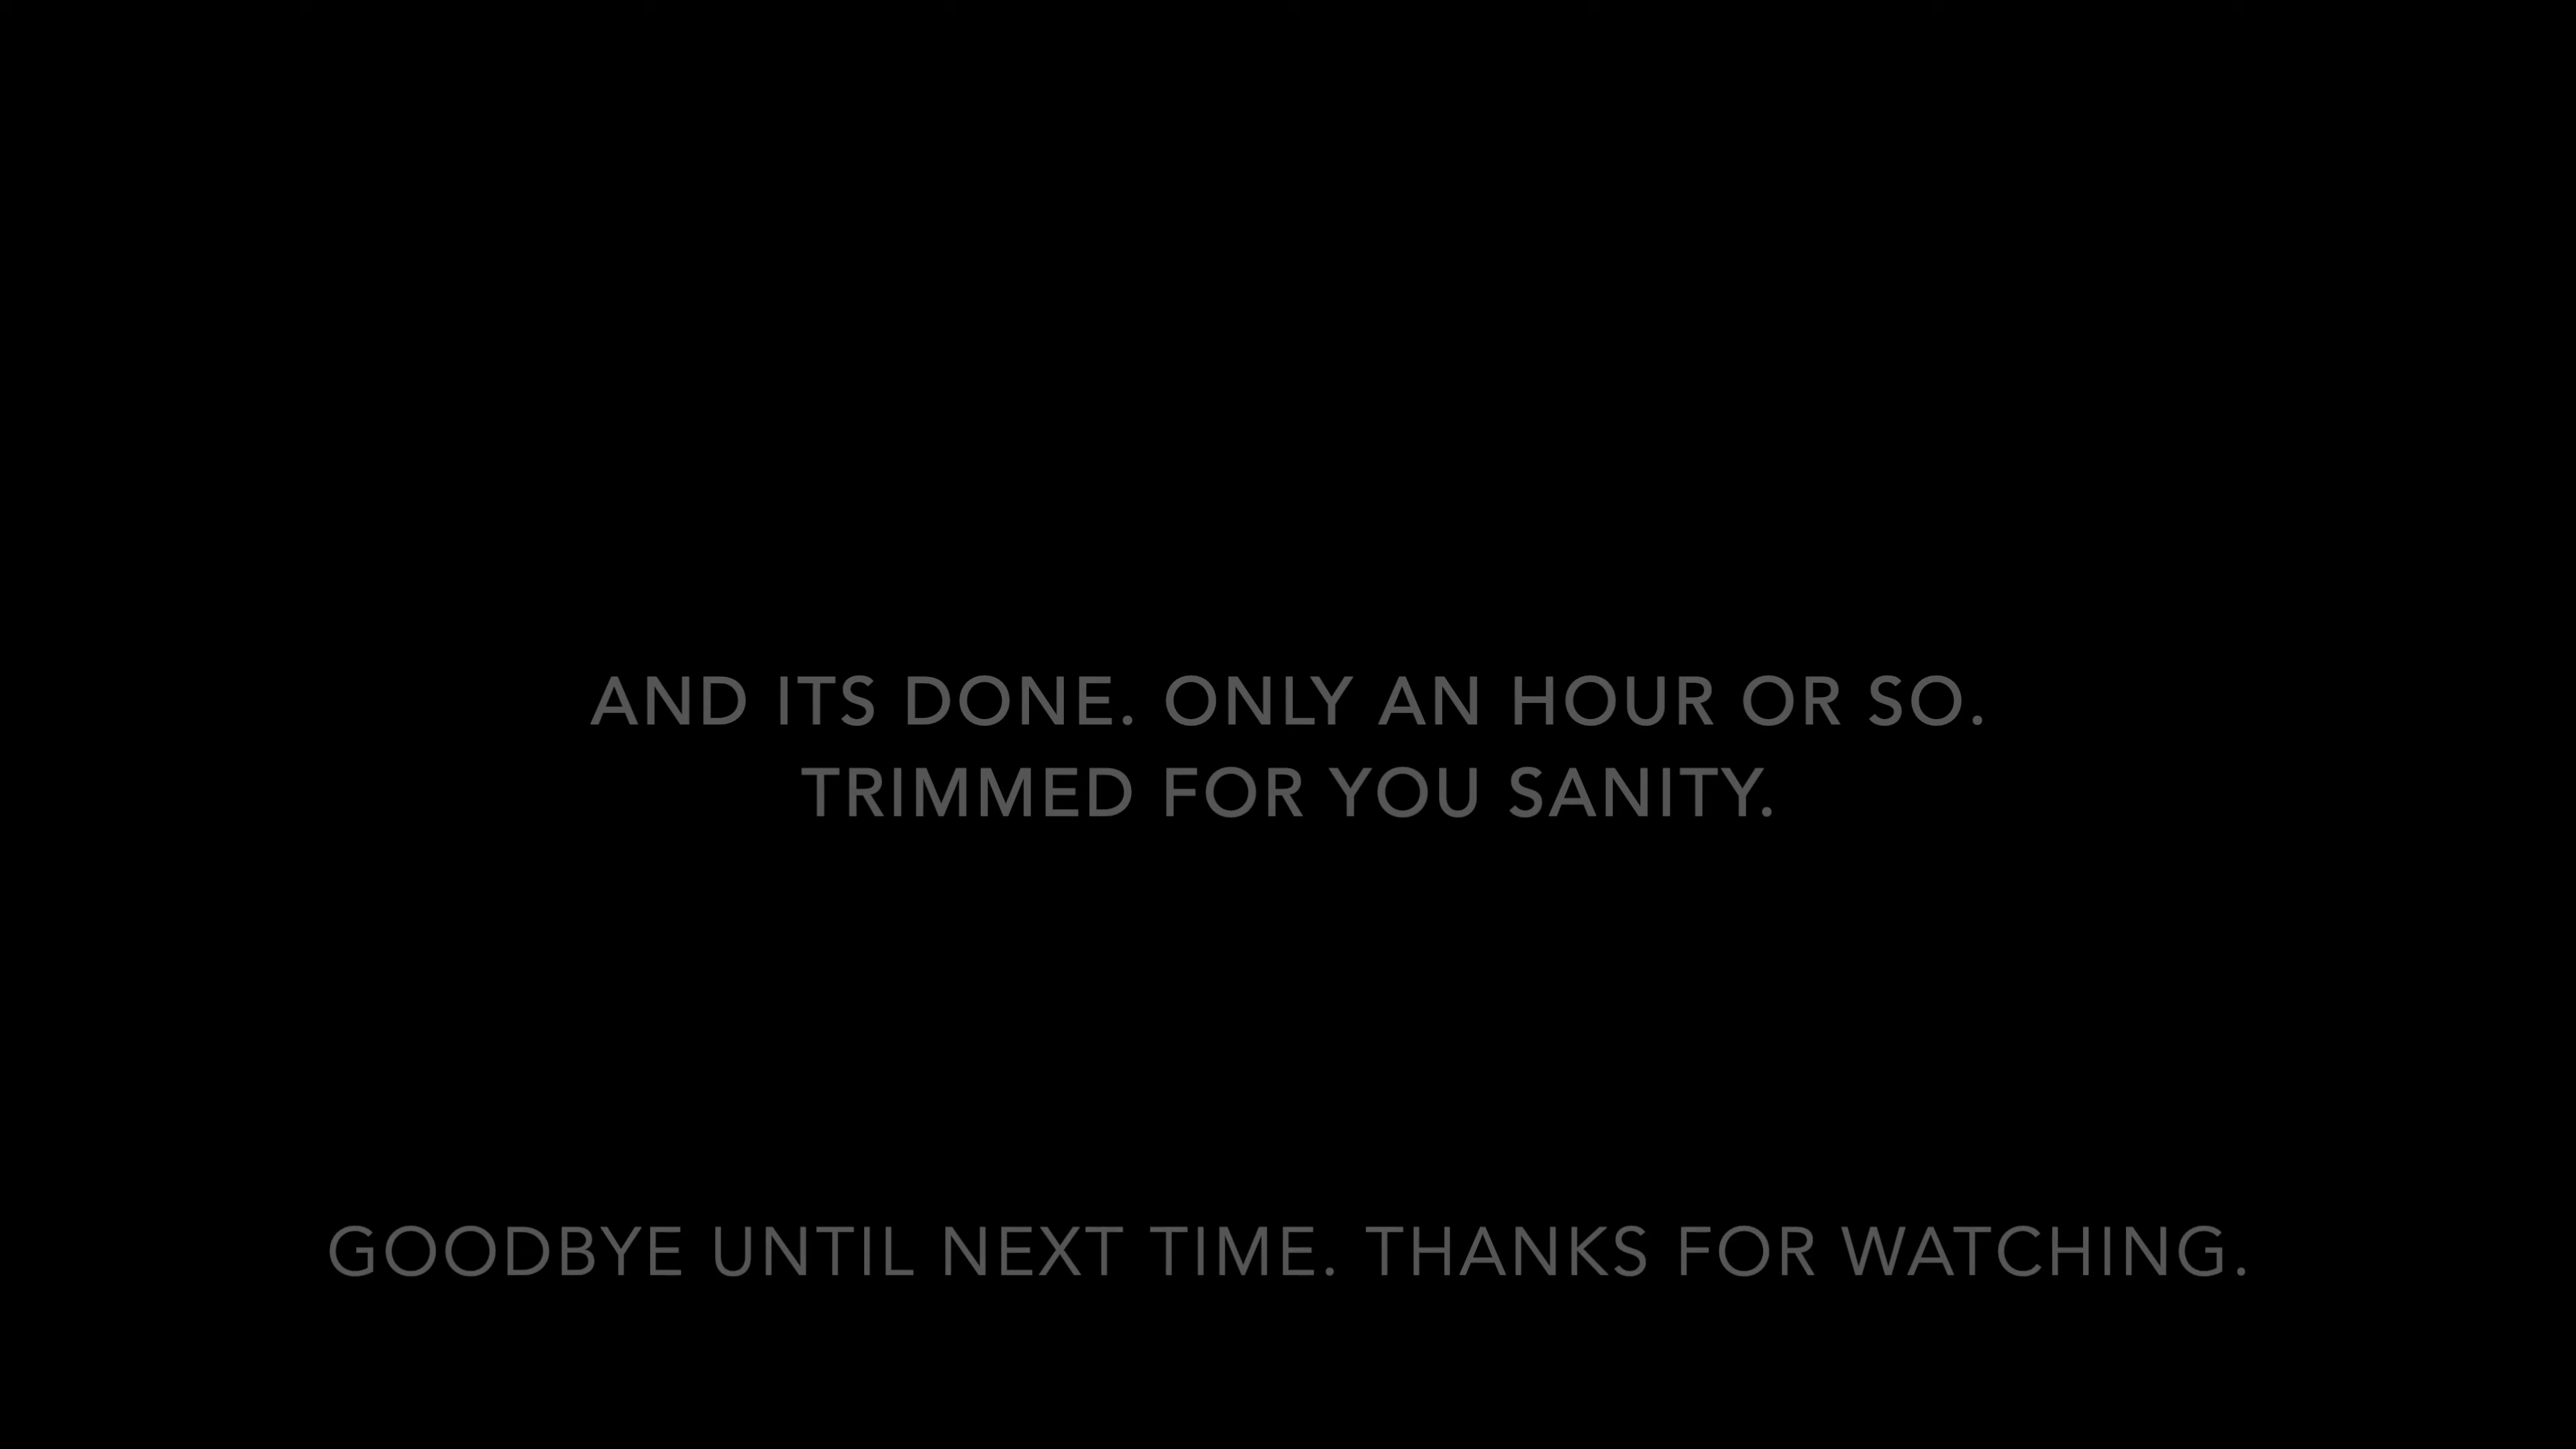 AND ITS DONE. ONLY AN HOUR OR SO.
TRIMMED FOR YOU SANITY.
GOODBYE UNTIL NEXT TIME. THANKS FOR WATCHING.